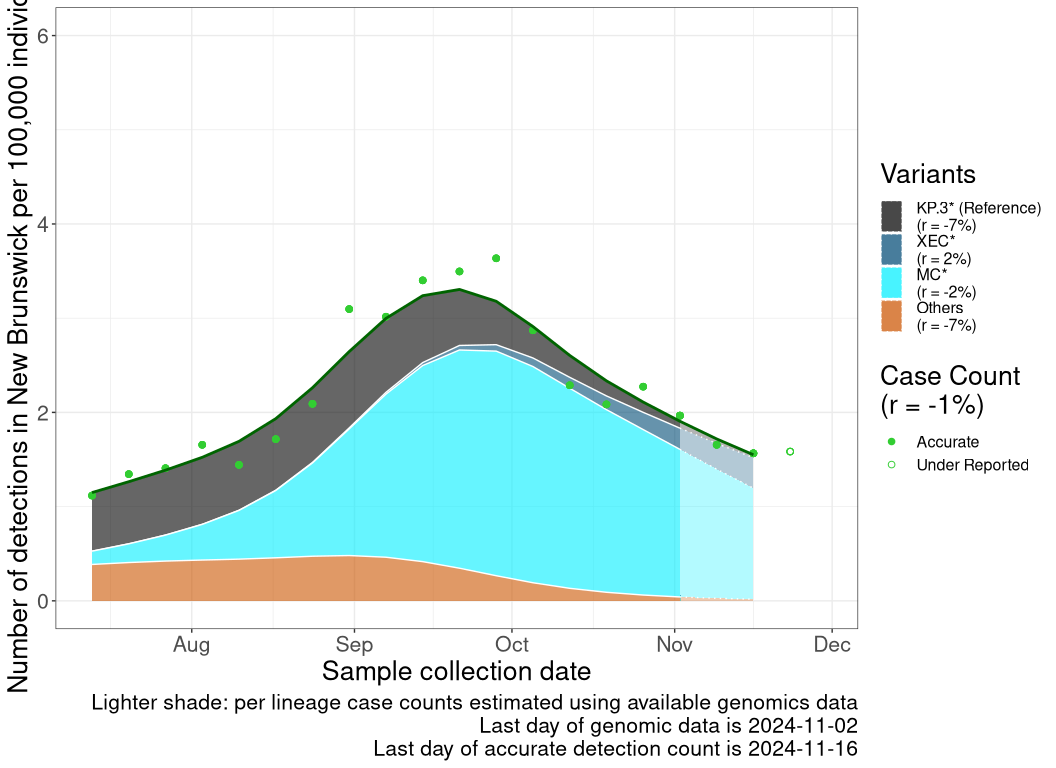 Number of detections in New Brunswick per 100,000
6
4
2
0
Aug Sep Oct Nov Dec
Sample collection date
Lighter shade: per lineage case counts estimated using available genomics data
Last day of genomic data is 2024-11-02
Last day of accurate detection count is 2024-11-16
Variants
KP.3* (Reference)
(r = -7%)
XEC*
(r = 2%)
MC*
(r = -2%)
Others
(r = -7%)
Case Count
(r = -1%)
Accurate
Under Reported